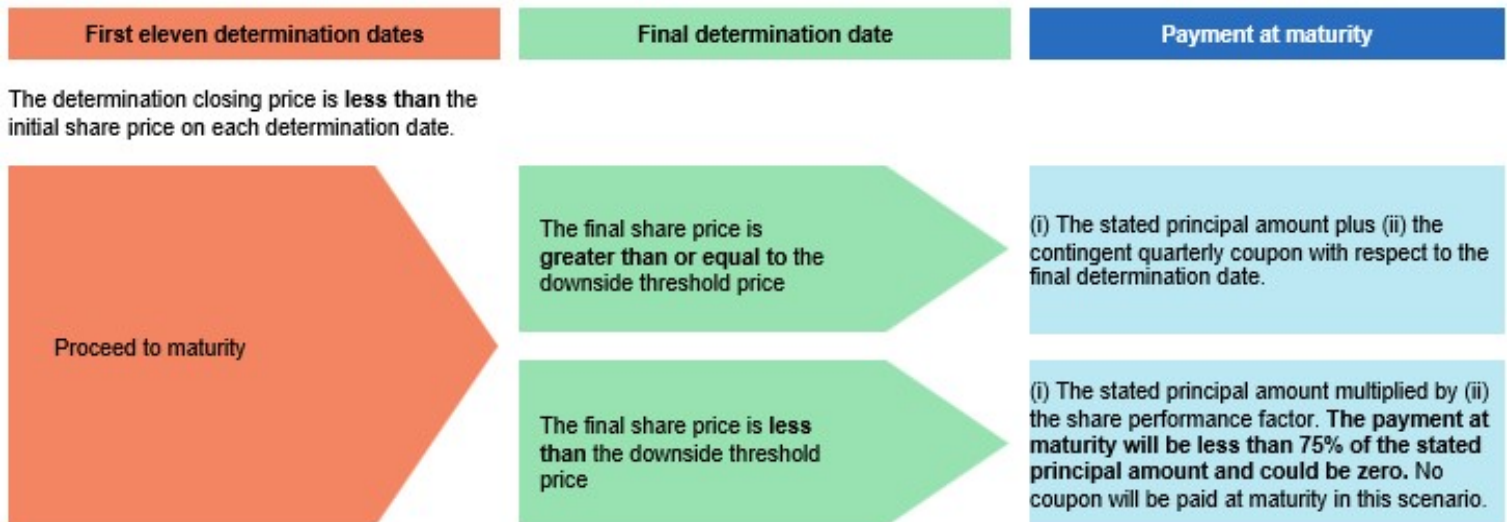 First eleven determination dates
Final determination date
Payment at maturity
The determination closing price is less than the
initial share price on each determination date.
Proceed to maturity
The final share price is
greater than or equal to the
downside threshold price
(i) The stated principal amount plus (ii) the
contingent quarterly coupon with respect to the
final determination date.
The final share price is less
than the downside threshold
price
(i) The stated principal amount multiplied by (ii)
the share performance factor. The payment at
maturity will be less than 75% of the stated
principal amount and could be zero. No
coupon will be paid at maturity in this scenario.